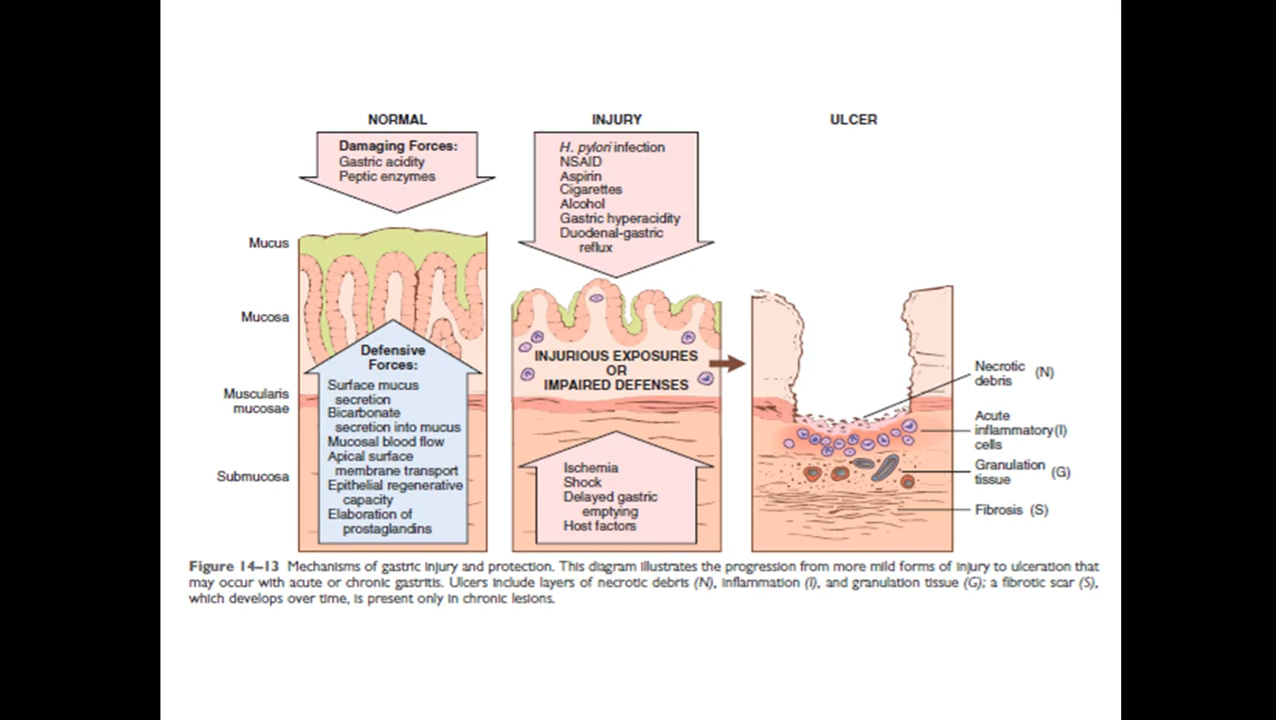 NORMAL
Damaging Forces:
Gastric acidity
Peptic enzymes
Mucus
Mucosa
Muscularis
mucosae
Submucosa
Defensive
Forces:
Surface mucus
secretion
Bicarbonate
secretion into mucus
Mucosal blood flow
Apical surface
membrane transport
Epithelial regenerative
capacity
Elaboration of
prostaglandins
INJURY
H. pylori infection
NSAID
Aspirin
Cigarettes
Alcohol
Gastric hyperacidity
Duodenal-gastric
reflux
INJURIOUS EXPOSURES
OR
IMPAIRED DEFENSES
Ischemia
Shock
Delayed gastric
emptying
Host factors
ULCER
Necrotic
debris (N)
Acute
inflammatory(I)
cells
Granulation
tissue (G)
Fibrosis (S)
Figure 14–13 Mechanisms of gastric injury and protection. This diagram illustrates the progression from more mild forms of injury to ulceration that
may occur with acute or chronic gastritis. Ulcers include layers of necrotic debris (N), inflammation (I), and granulation tissue (G); a fibrotic scar (S),
which develops over time, is present only in chronic lesions.